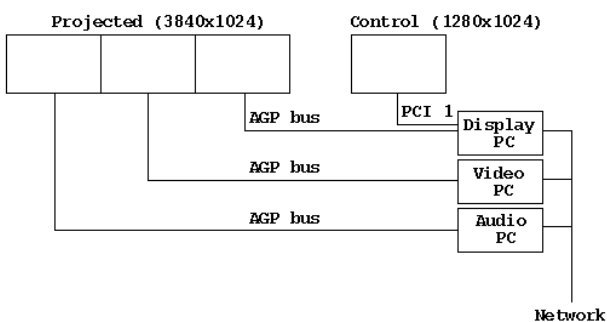 Projected (3840x1024)
Control (1280x1024)
PCI 1
AGP bus
Display
PC
AGP bus
Video
PC
AGP bus
Audio
PC
Network